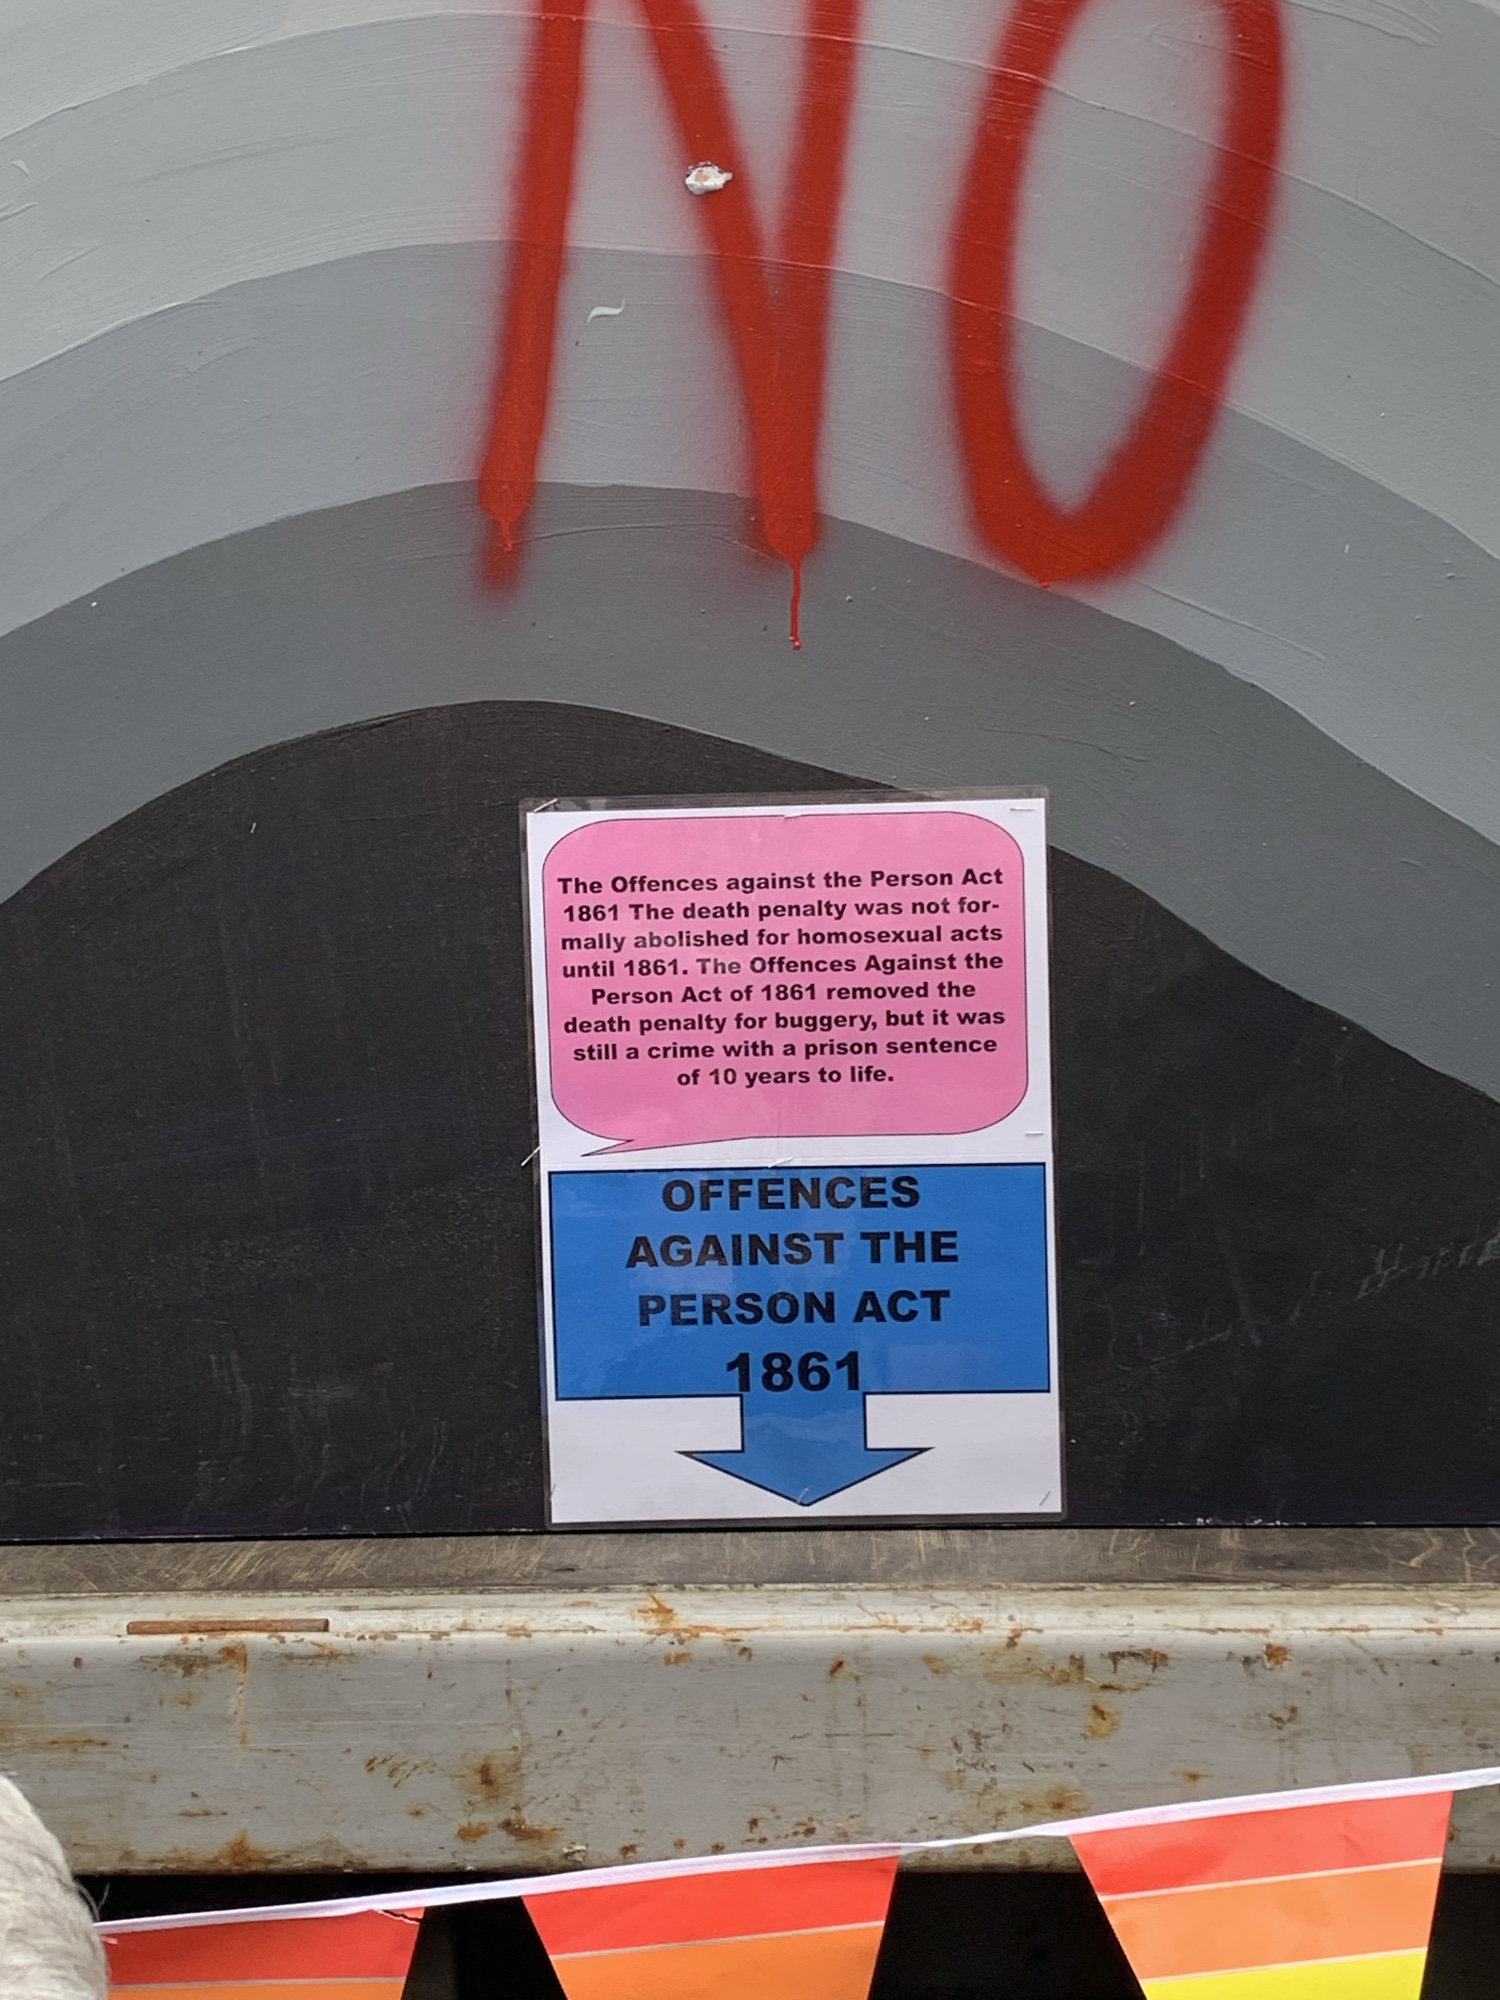 NO
The Offences against the Person Act
1861 The death penalty was not for-
mally abolished for homosexual acts
until 1861. The Offences Against the
Person Act of 1861 removed the
death penalty for buggery, but it was
still a crime with a prison sentence
of 10 years to life.
OFFENCES
AGAINST THE
PERSON ACT
1861